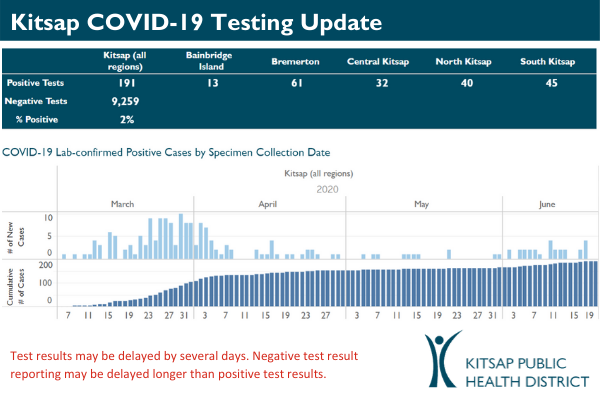 Kitsap COVID-19 Testing Update
Kitsap (all regions) Bainbridge Island Bremerton Central Kitsap North Kitsap South Kitsap
Positive Tests 191 13 61 32 40 45
Negative Tests 9,259
% Positive 2%
COVID-19 Lab-confirmed Positive Cases by Specimen Collection Date
Kitsap (all regions)
2020
March April May June
# of New Cases
10
5
0
Cumulative # of Cases
200
100
0
7 11 15 19 23 27 31 3 7 11 15 19 23 27 3 7 11 15 19 23 27 31 3 7 11 15 19
Test results may be delayed by several days. Negative test result
reporting may be delayed longer than positive test results.
KITSAP PUBLIC
HEALTH DISTRICT